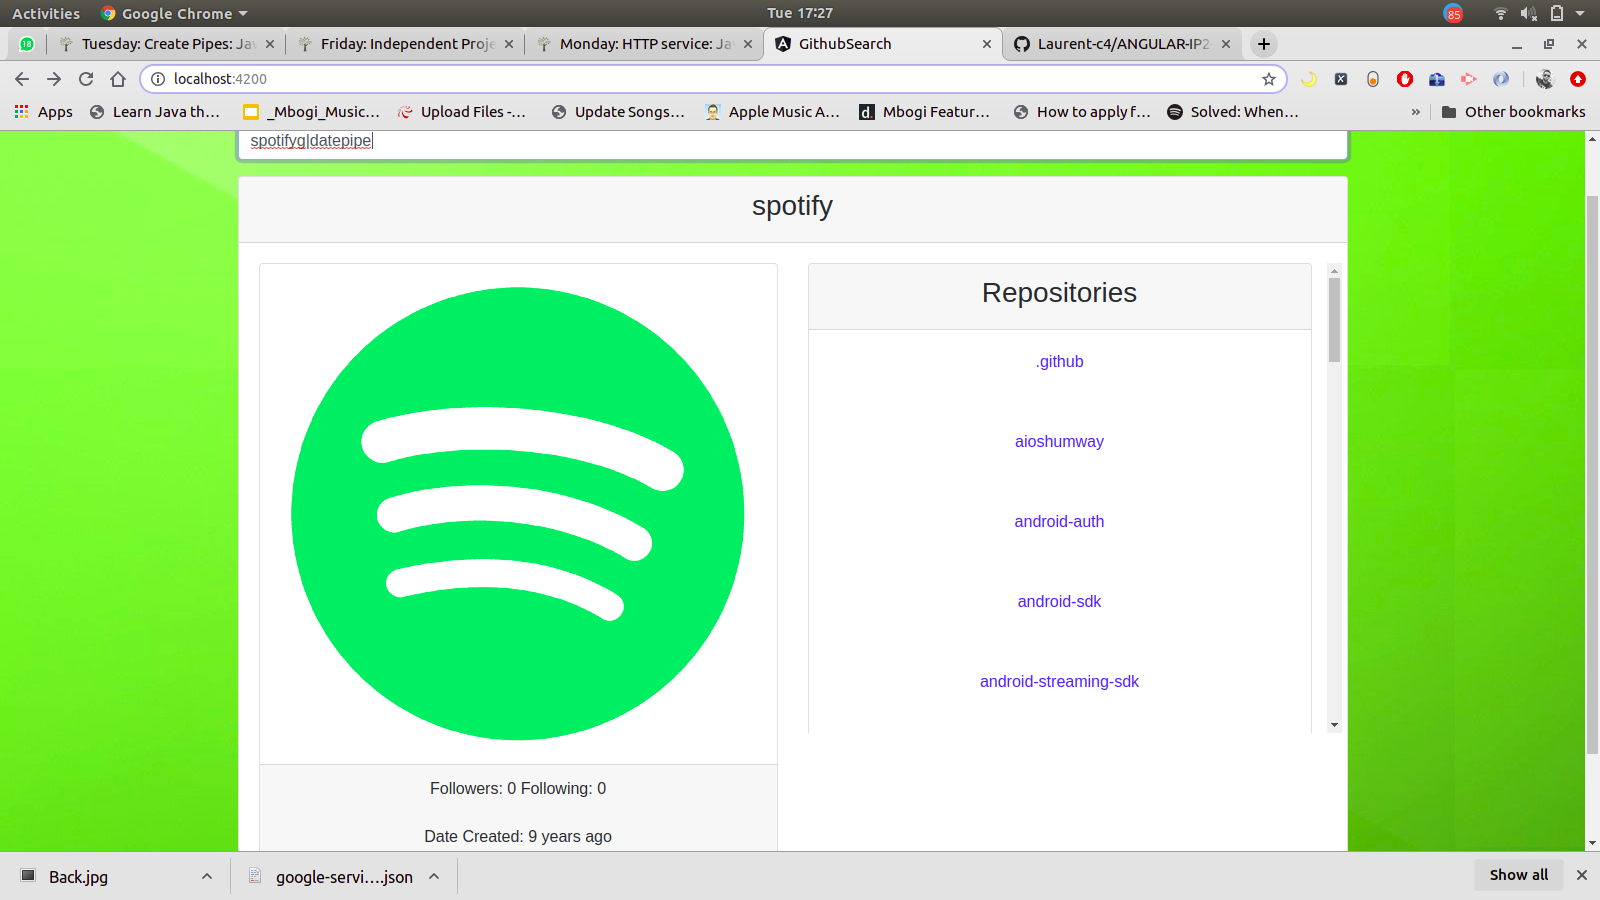 Activities Google Chrome Tue 17:27 85
18 Tuesday: Create Pipes: Ja Friday: Independent Proje Monday: HTTP service: Ja GithubSearch Laurent-c4/ANGULAR-IP2
localhost:4200
Apps Learn Java th… _Mbogi_Music… Upload Files -… Update Songs… Apple Music A… Mbogi Featur… How to apply f… Solved: When… » Other bookmarks
spotifyg|datepipe
spotify
Repositories
.github
aioshumway
android-auth
android-sdk
android-streaming-sdk
Followers: 0 Following: 0
Date Created: 9 years ago
Back.jpg google-servi….json Show all